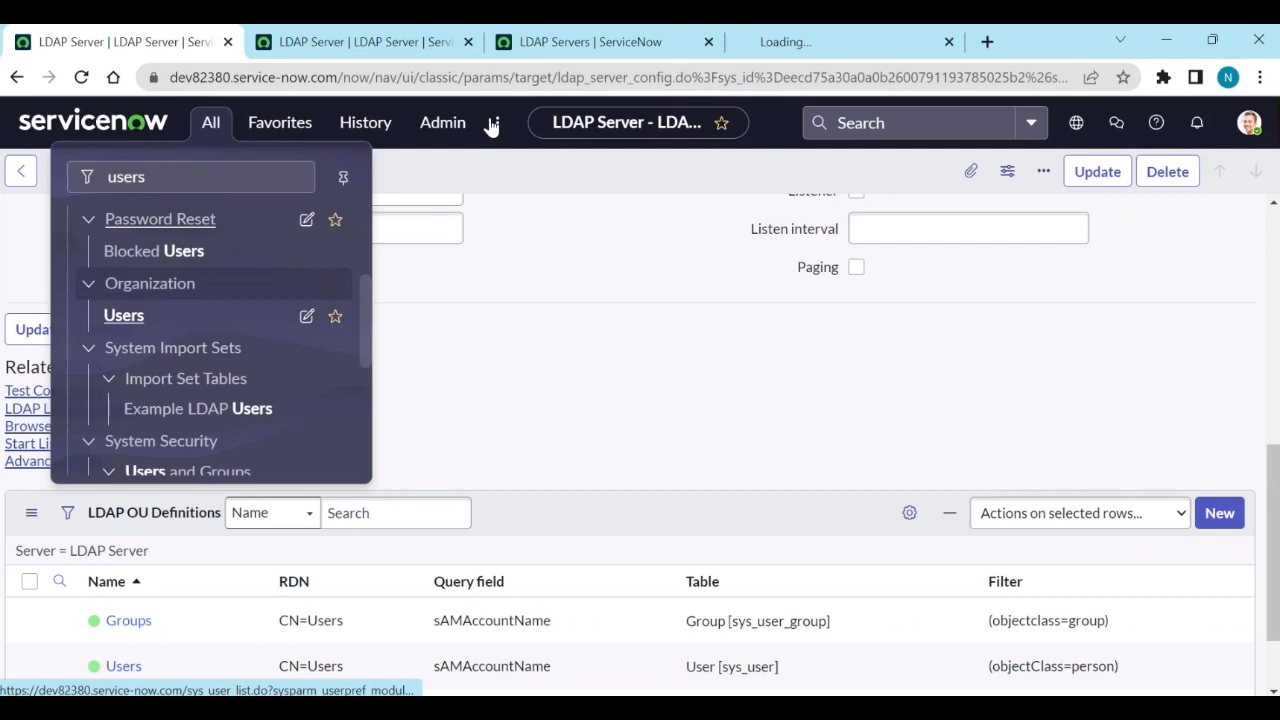 LDAP Server | LDAP Server | Servi
LDAP Server | LDAP Server | Servi
LDAP Servers | ServiceNow
Loading...
dev82380.service-now.com/now/nav/ui/classic/params/target/ldap_server_config.do%3Fsys_id%3Deecd75a30a0a0b2600791193785025b2%26s...
N
servicenow
All
Favorites
History
Admin
LDAP Server - LDA...
Search
users
Update
Delete
Password Reset
Blocked Users
Organization
Users
System Import Sets
Import Set Tables
Example LDAP Users
System Security
Users and Groups
Listener
Listen interval
Paging
Upda
Relate
Test Co
LDAP L
Browse
Start Li
Advanc
LDAP OU Definitions
Name
Search
Actions on selected rows...
New
Server = LDAP Server
Name
RDN
Query field
Table
Filter
Groups
CN=Users
sAMAccountName
Group [sys_user_group]
(objectclass=group)
Users
CN=Users
sAMAccountName
User [sys_user]
(objectClass=person)
https://dev82380.service-now.com/sys_user_list.do?sysparm_userpref_modul...